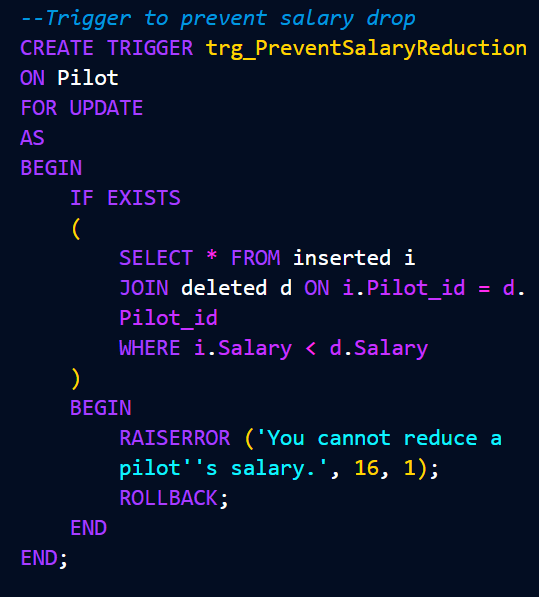 --Trigger to prevent salary drop
CREATE TRIGGER trg_PreventSalaryReduction
ON Pilot
FOR UPDATE
AS
BEGIN
    IF EXISTS
    (
        SELECT * FROM inserted i
        JOIN deleted d ON i.Pilot_id = d.
        Pilot_id
        WHERE i.Salary < d.Salary
    )
    BEGIN
        RAISERROR ('You cannot reduce a
        pilot''s salary.', 16, 1);
        ROLLBACK;
    END
END;